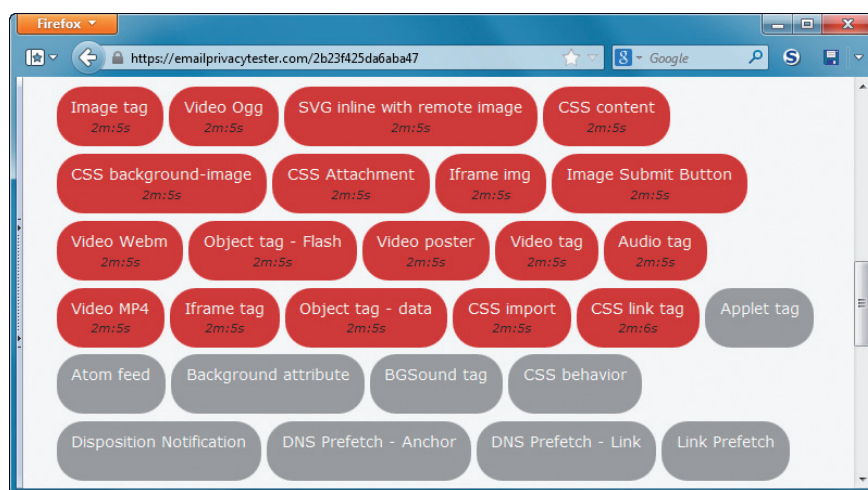 Firefox
https://emailprivacytester.com/2b23f425da6aba47
8 Google
S
Image tag Video Ogg SVG inline with remote image CSS content
2m:5s 2m:5s 2m:5s 2m:5s
CSS background-image CSS Attachment Iframe img Image Submit Button
2m:5s 2m:5s 2m:5s 2m:5s
Video Webm Object tag - Flash Video poster Video tag Audio tag
2m:5s 2m:5s 2m:5s 2m:5s 2m:5s
Video MP4 Iframe tag Object tag - data CSS import CSS link tag Applet tag
2m:5s 2m:5s 2m:5s 2m:5s 2m:6s
Atom feed Background attribute BGSound tag CSS behavior
Disposition Notification DNS Prefetch - Anchor DNS Prefetch - Link Link Prefetch